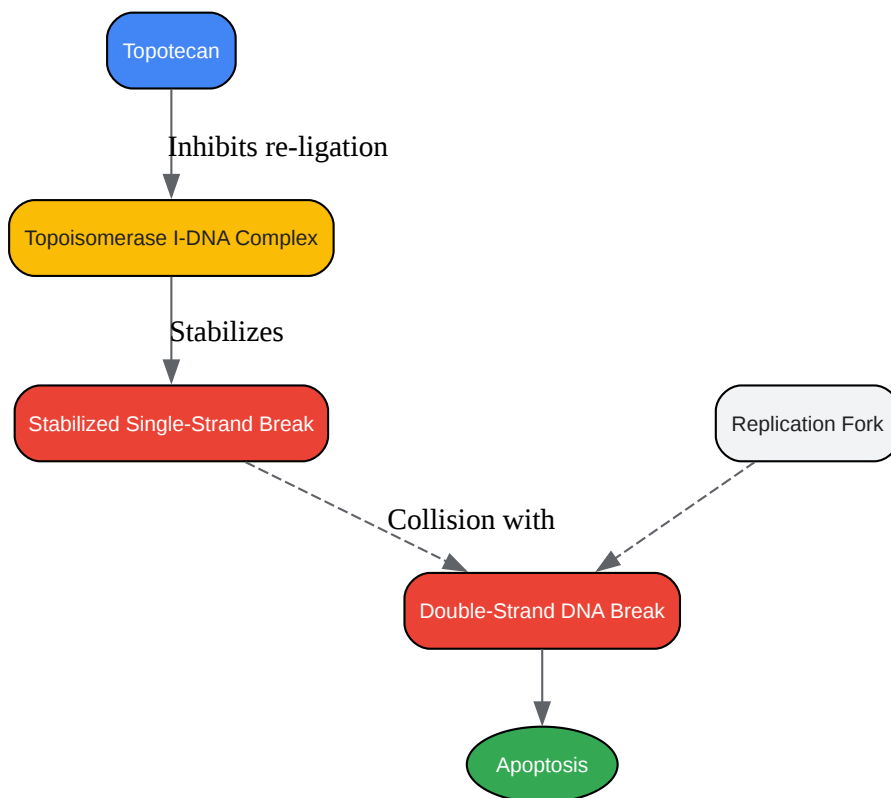 Topotecan
Inhibits re-ligation
Topoisomerase I-DNA Complex
Stabilizes
Stabilized Single-Strand Break
Replication Fork
Collision with
Double-Strand DNA Break
Apoptosis